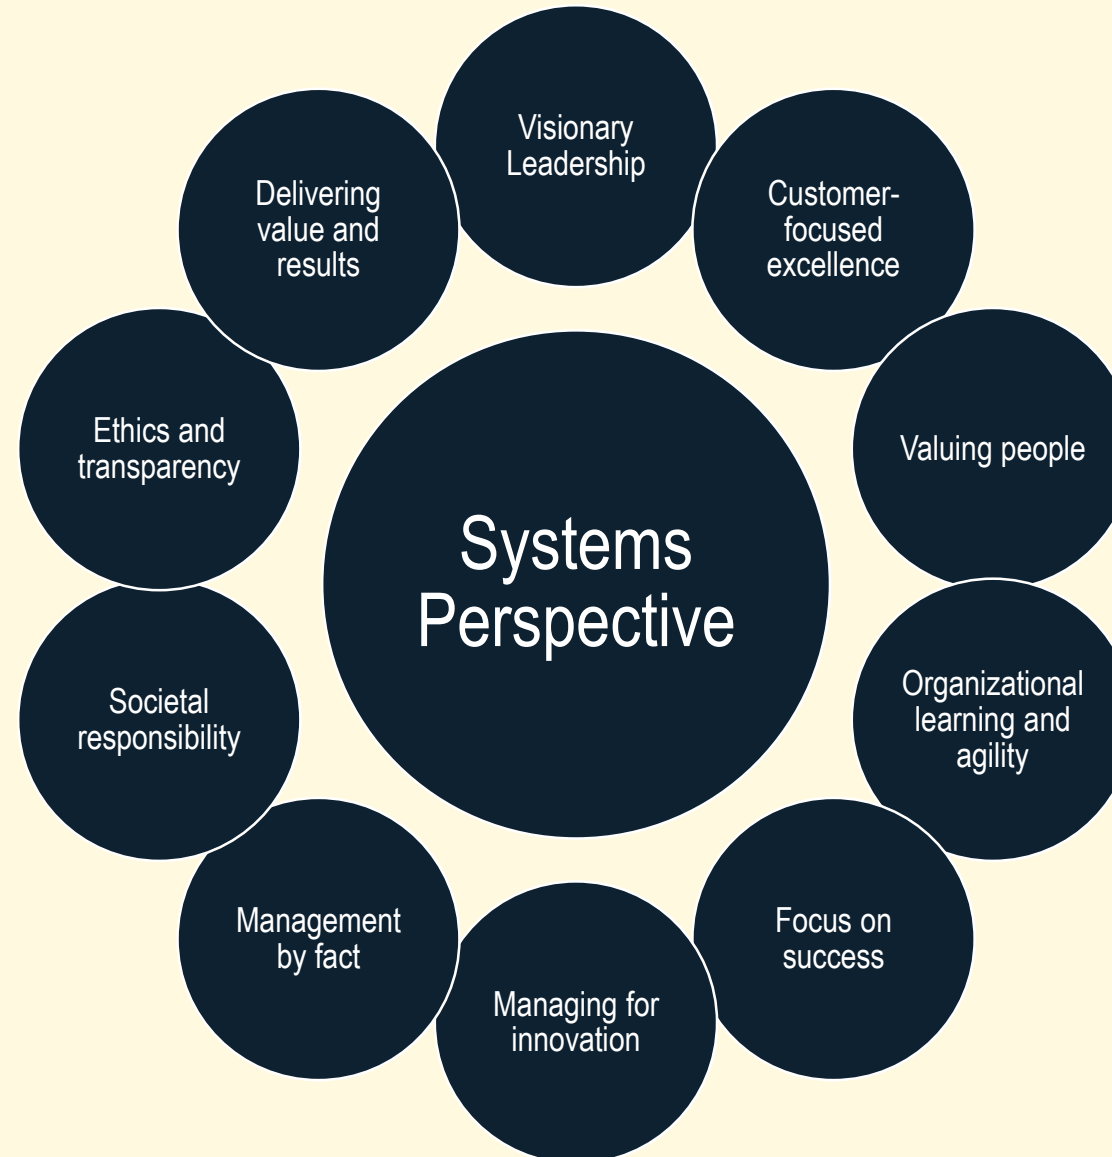 Visionary
Leadership
Customer-
focused
excellence
Valuing people
Organizational
learning and
agility
Focus on
success
Managing for
innovation
Management
by fact
Societal
responsibility
Ethics and
transparency
Delivering
value and
results
Systems
Perspective